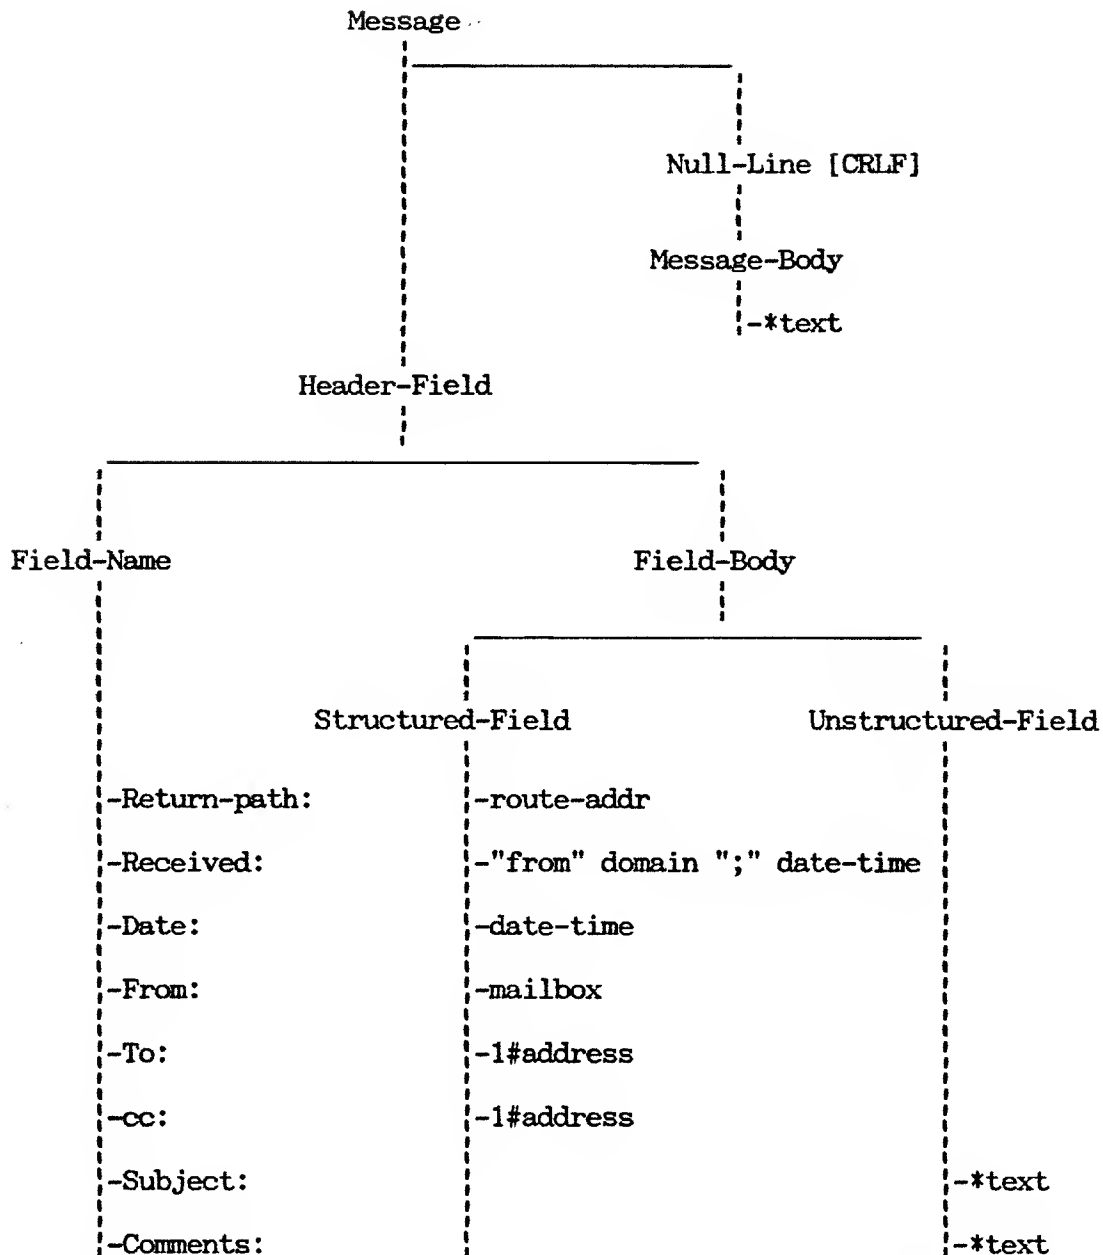 Message
Null-Line [CRLF]
Message-Body
-*text
Header-Field
Field-Name Field-Body
Structured-Field Unstructured-Field
-Return-path: -route-addr
-Received: -"from" domain ";" date-time
-Date: -date-time
-From: -mailbox
-To: -1#address
-cc: -1#address
-Subject: -*text
-Comments: -*text